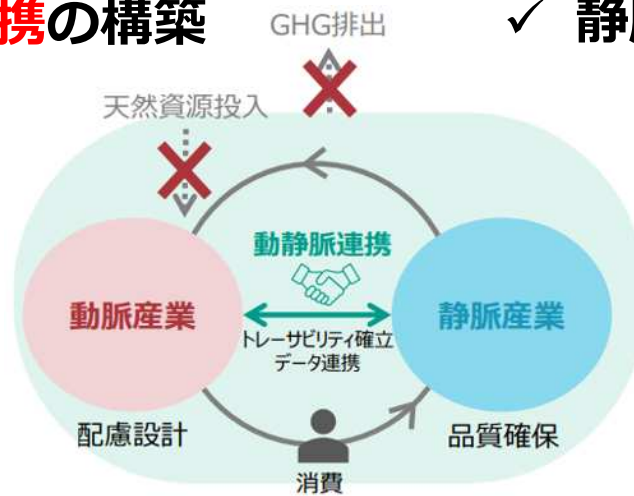 携の構築
✓ 静
GHG排出
天然資源投入
動静脈連携
動脈産業
静脈産業
トレーサビリティ確立
データ連携
配慮設計
品質確保
消費